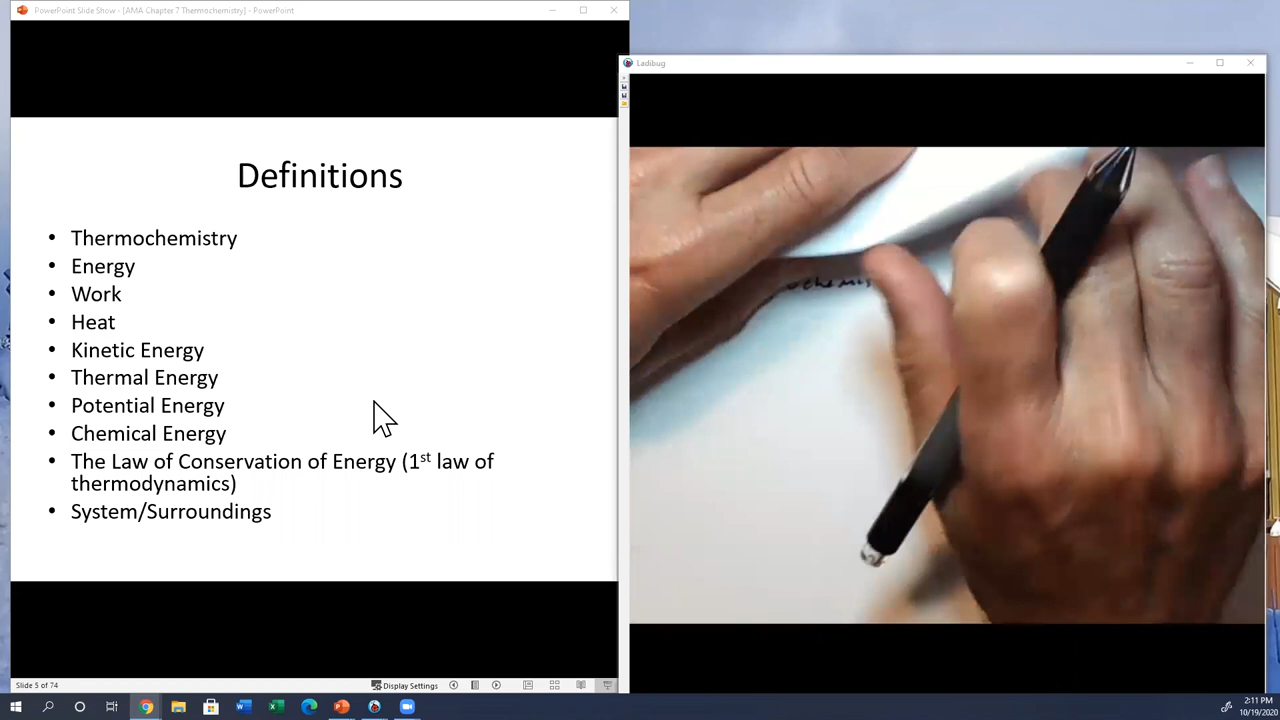 PowerPoint Slide Show - [AMA Chapter 7 Thermochemistry] - PowerPoint
Definitions
• Thermochemistry
• Energy
• Work
• Heat
• Kinetic Energy
• Thermal Energy
• Potential Energy
• Chemical Energy
• The Law of Conservation of Energy (1st law of
thermodynamics)
• System/Surroundings
Slide 5 of 74
Display Settings
Ladibug
2:11 PM
10/19/2020